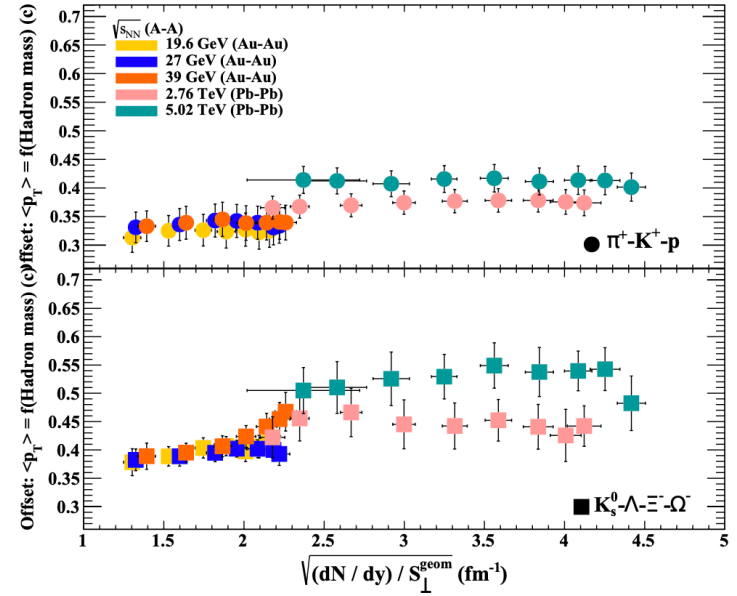 √s_NN (A-A)
19.6 GeV (Au-Au)
27 GeV (Au-Au)
39 GeV (Au-Au)
2.76 TeV (Pb-Pb)
5.02 TeV (Pb-Pb)
0.7
0.65
0.6
0.55
0.5
0.45
0.4
0.35
0.3
ffset: <p_T> = f(Hadron mass) (c)
π⁺-K⁺-p
0.7
0.65
0.6
0.55
0.5
0.45
0.4
0.35
0.3
Offset: <p_T> = f(Hadron mass) (c)
K⁰_s-Λ-Ξ⁻-Ω⁻
1 1.5 2 2.5 3 3.5 4 4.5 5
√(dN / dy) / S_⊥^geom (fm⁻¹)